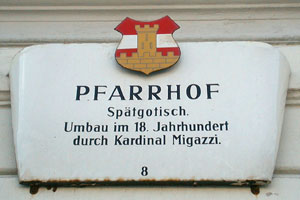 PFARRHOF
Spätgotisch.
Umbau im 18. Jahrhundert
durch Kardinal Migazzi.
8